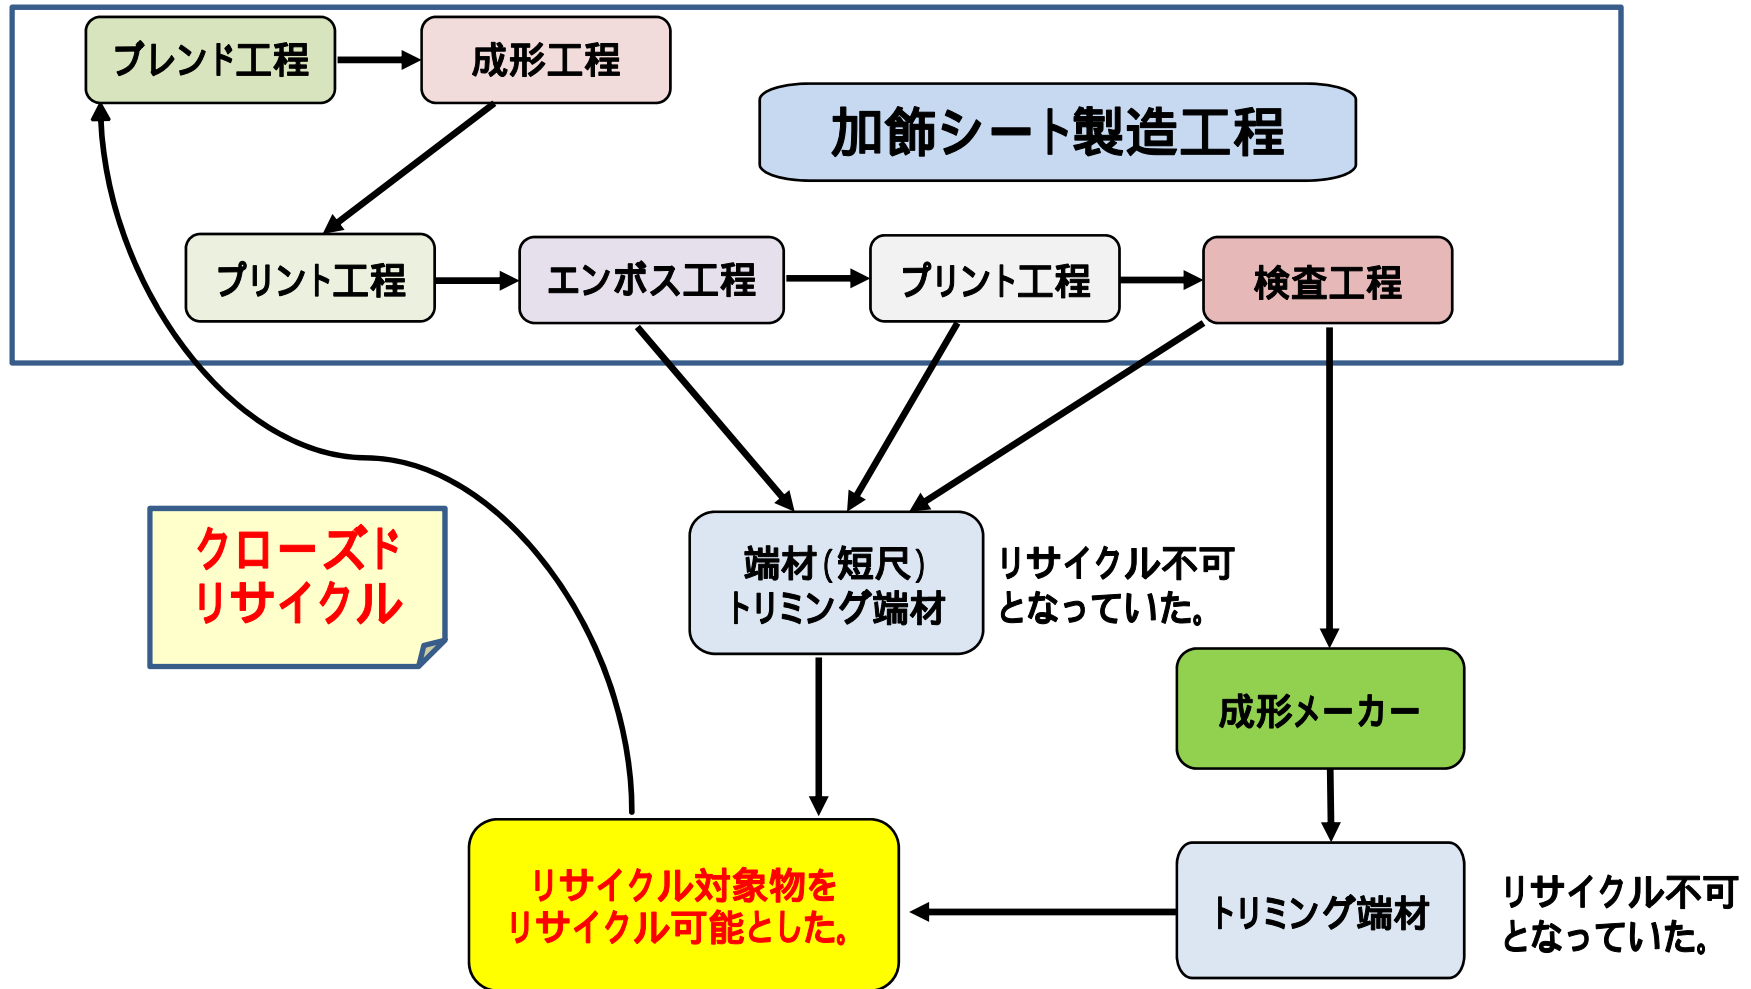 ブレンド工程
成形工程
加飾シート製造工程
プリント工程
エンボス工程
プリント工程
検査工程
クローズド
リサイクル
端材(短尺)
トリミング端材
リサイクル不可
となっていた。
成形メーカー
リサイクル対象物を
リサイクル可能とした。
トリミング端材
リサイクル不可
となっていた。